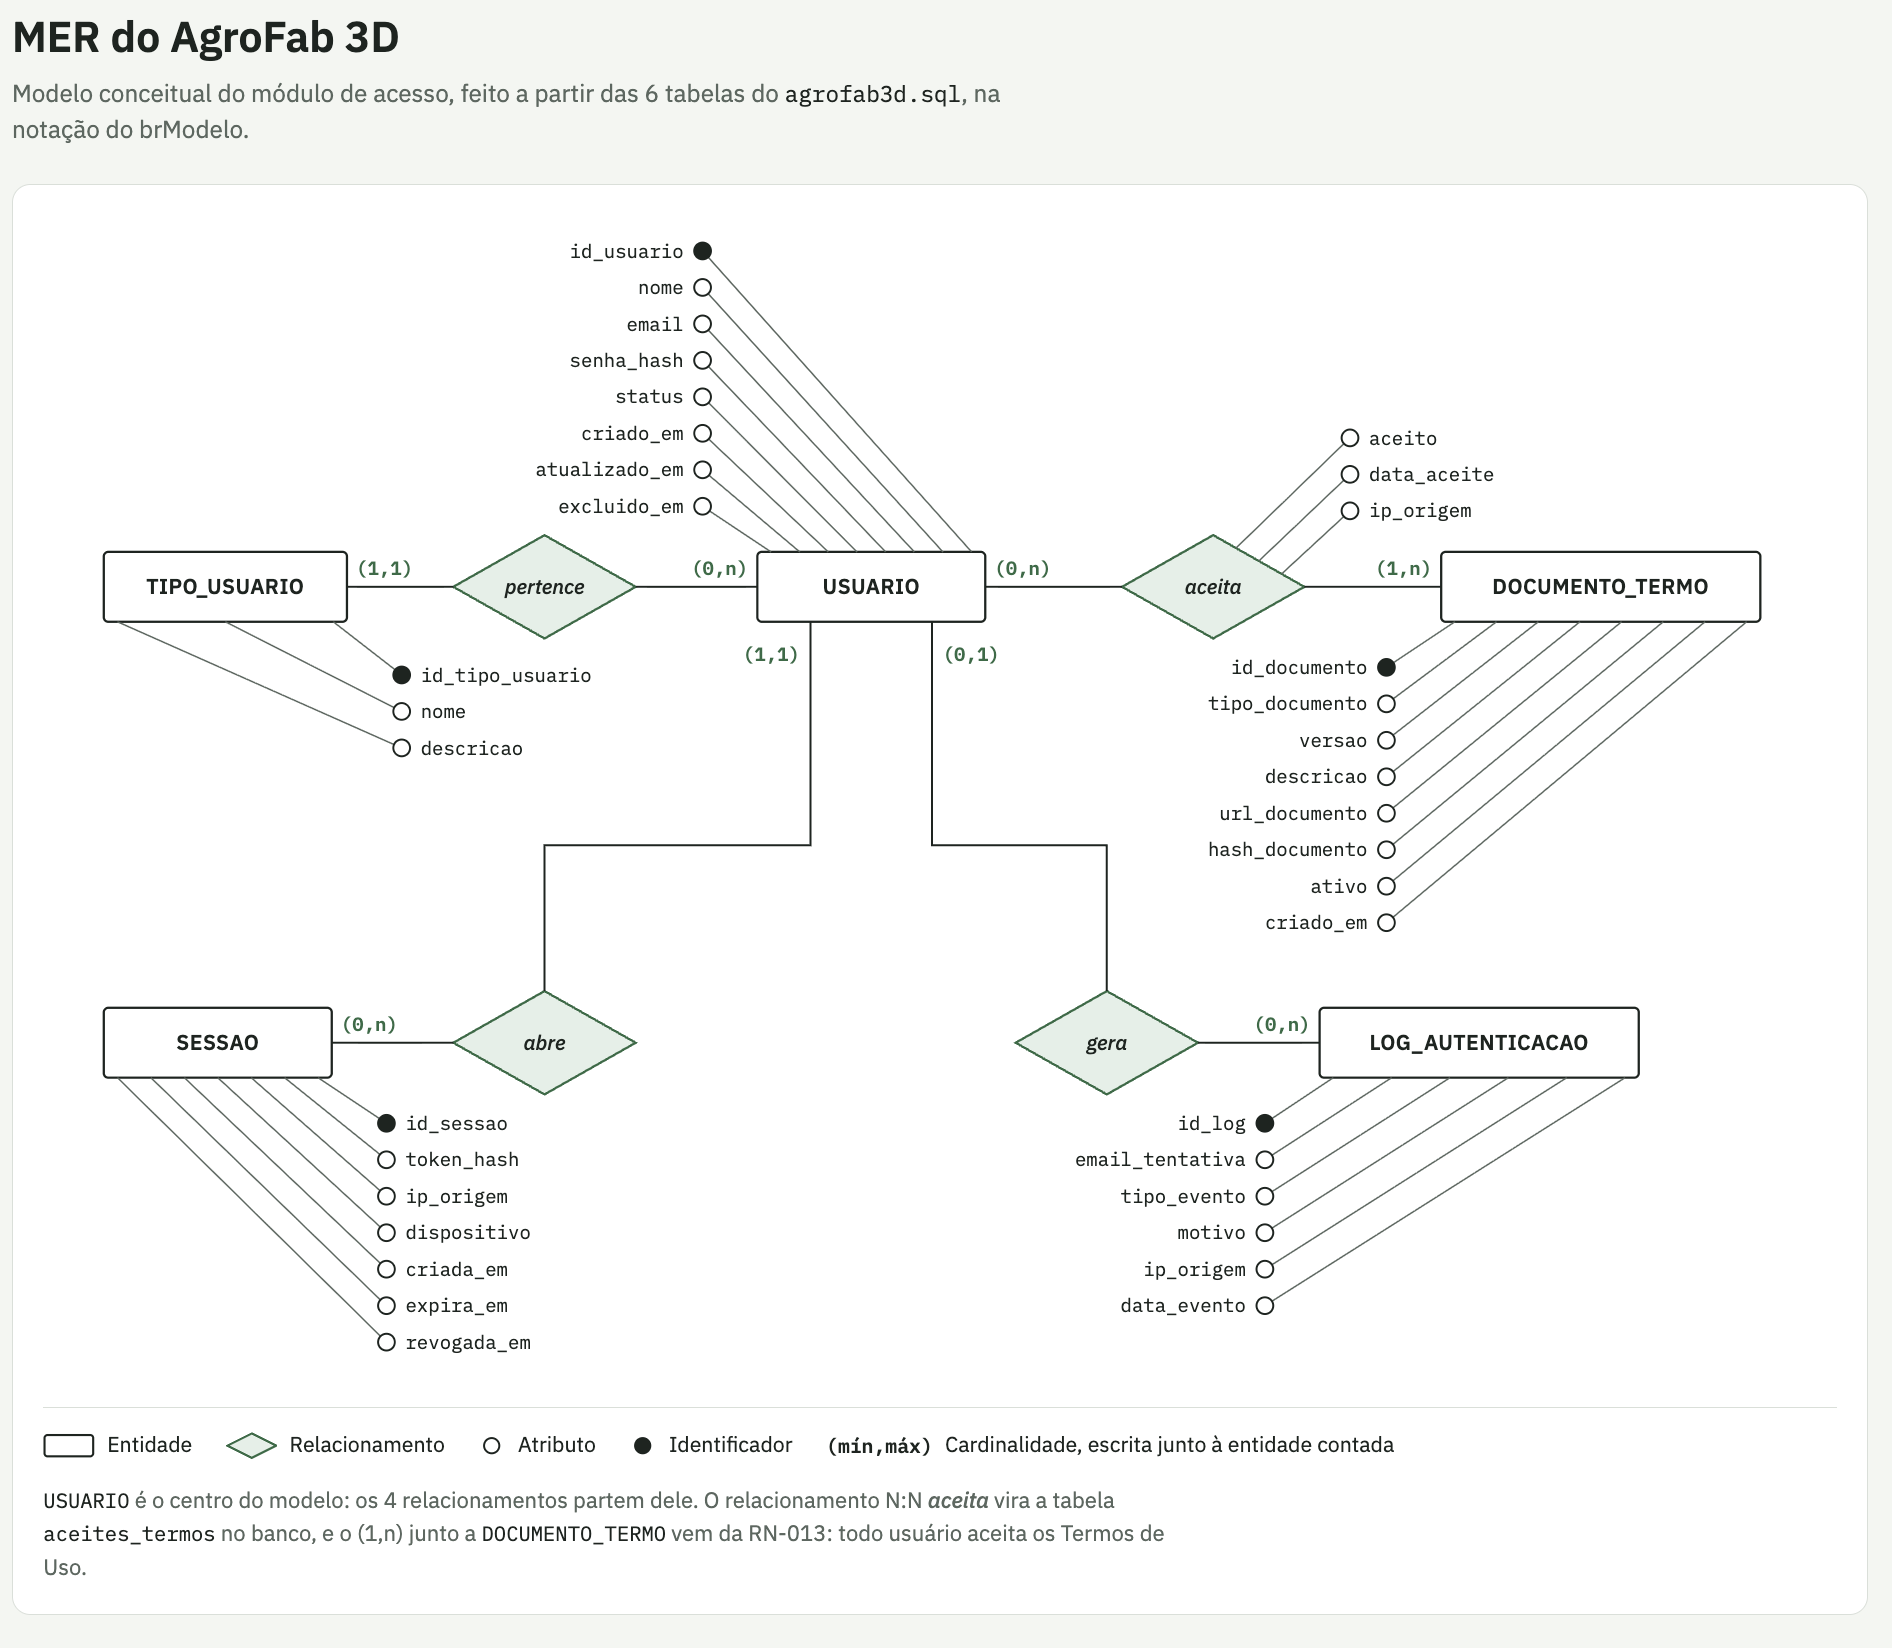 MER do AgroFab 3D
Modelo conceitual do módulo de acesso, feito a partir das 6 tabelas do agrofab3d.sql, na
notação do brModelo.
id_usuario
nome
email
senha_hash
status
criado_em
atualizado_em
excluido_em
aceito
data_aceite
ip_origem
TIPO_USUARIO
(1,1)
pertence
(0,n)
USUARIO
(0,n)
aceita
(1,n)
DOCUMENTO_TERMO
(1,1)
(0,1)
id_tipo_usuario
nome
descricao
id_documento
tipo_documento
versao
descricao
url_documento
hash_documento
ativo
criado_em
SESSAO
(0,n)
abre
gera
(0,n)
LOG_AUTENTICACAO
id_sessao
token_hash
ip_origem
dispositivo
criada_em
expira_em
revogada_em
id_log
email_tentativa
tipo_evento
motivo
ip_origem
data_evento
Entidade
Relacionamento
Atributo
Identificador
(mín,máx) Cardinalidade, escrita junto à entidade contada
USUARIO é o centro do modelo: os 4 relacionamentos partem dele. O relacionamento N:N aceita vira a tabela
aceites_termos no banco, e o (1,n) junto a DOCUMENTO_TERMO vem da RN-013: todo usuário aceita os Termos de
Uso.